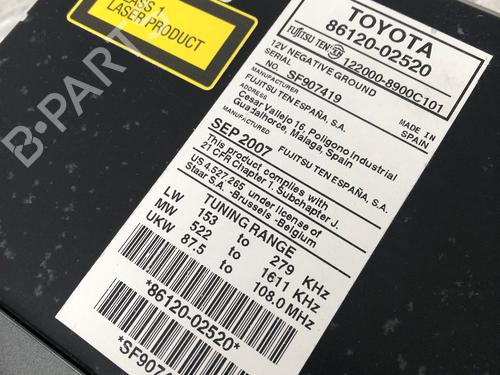 CLASS 1
LASER PRODUCT
TOYOTA
86120-02520
FUJITSU TEN 122000-8900C101
12V NEGATIVE GROUND
SERIAL
NO. SF907419
MADE IN
SPAIN
MANUFACTURER
FUJITSU TEN ESPAÑA, S.A.
Cesar Vallejo 16, Poligono Industrial
Guadalhorce, Malaga, Spain
MANUFACTURED
SEP 2007 FUJITSU TEN ESPAÑA, S.A.
This product complies with
21 CFR Chapter 1, Subchapter J.
US 4.527.265, under license of
Staar S.A. -Brussels -Belgium
TUNING RANGE
LW 153 to 279 KHz
MW 522 to 1611 KHz
UKW 87.5 to 108.0 MHz
*86120-02520*
*SF907
B-PART